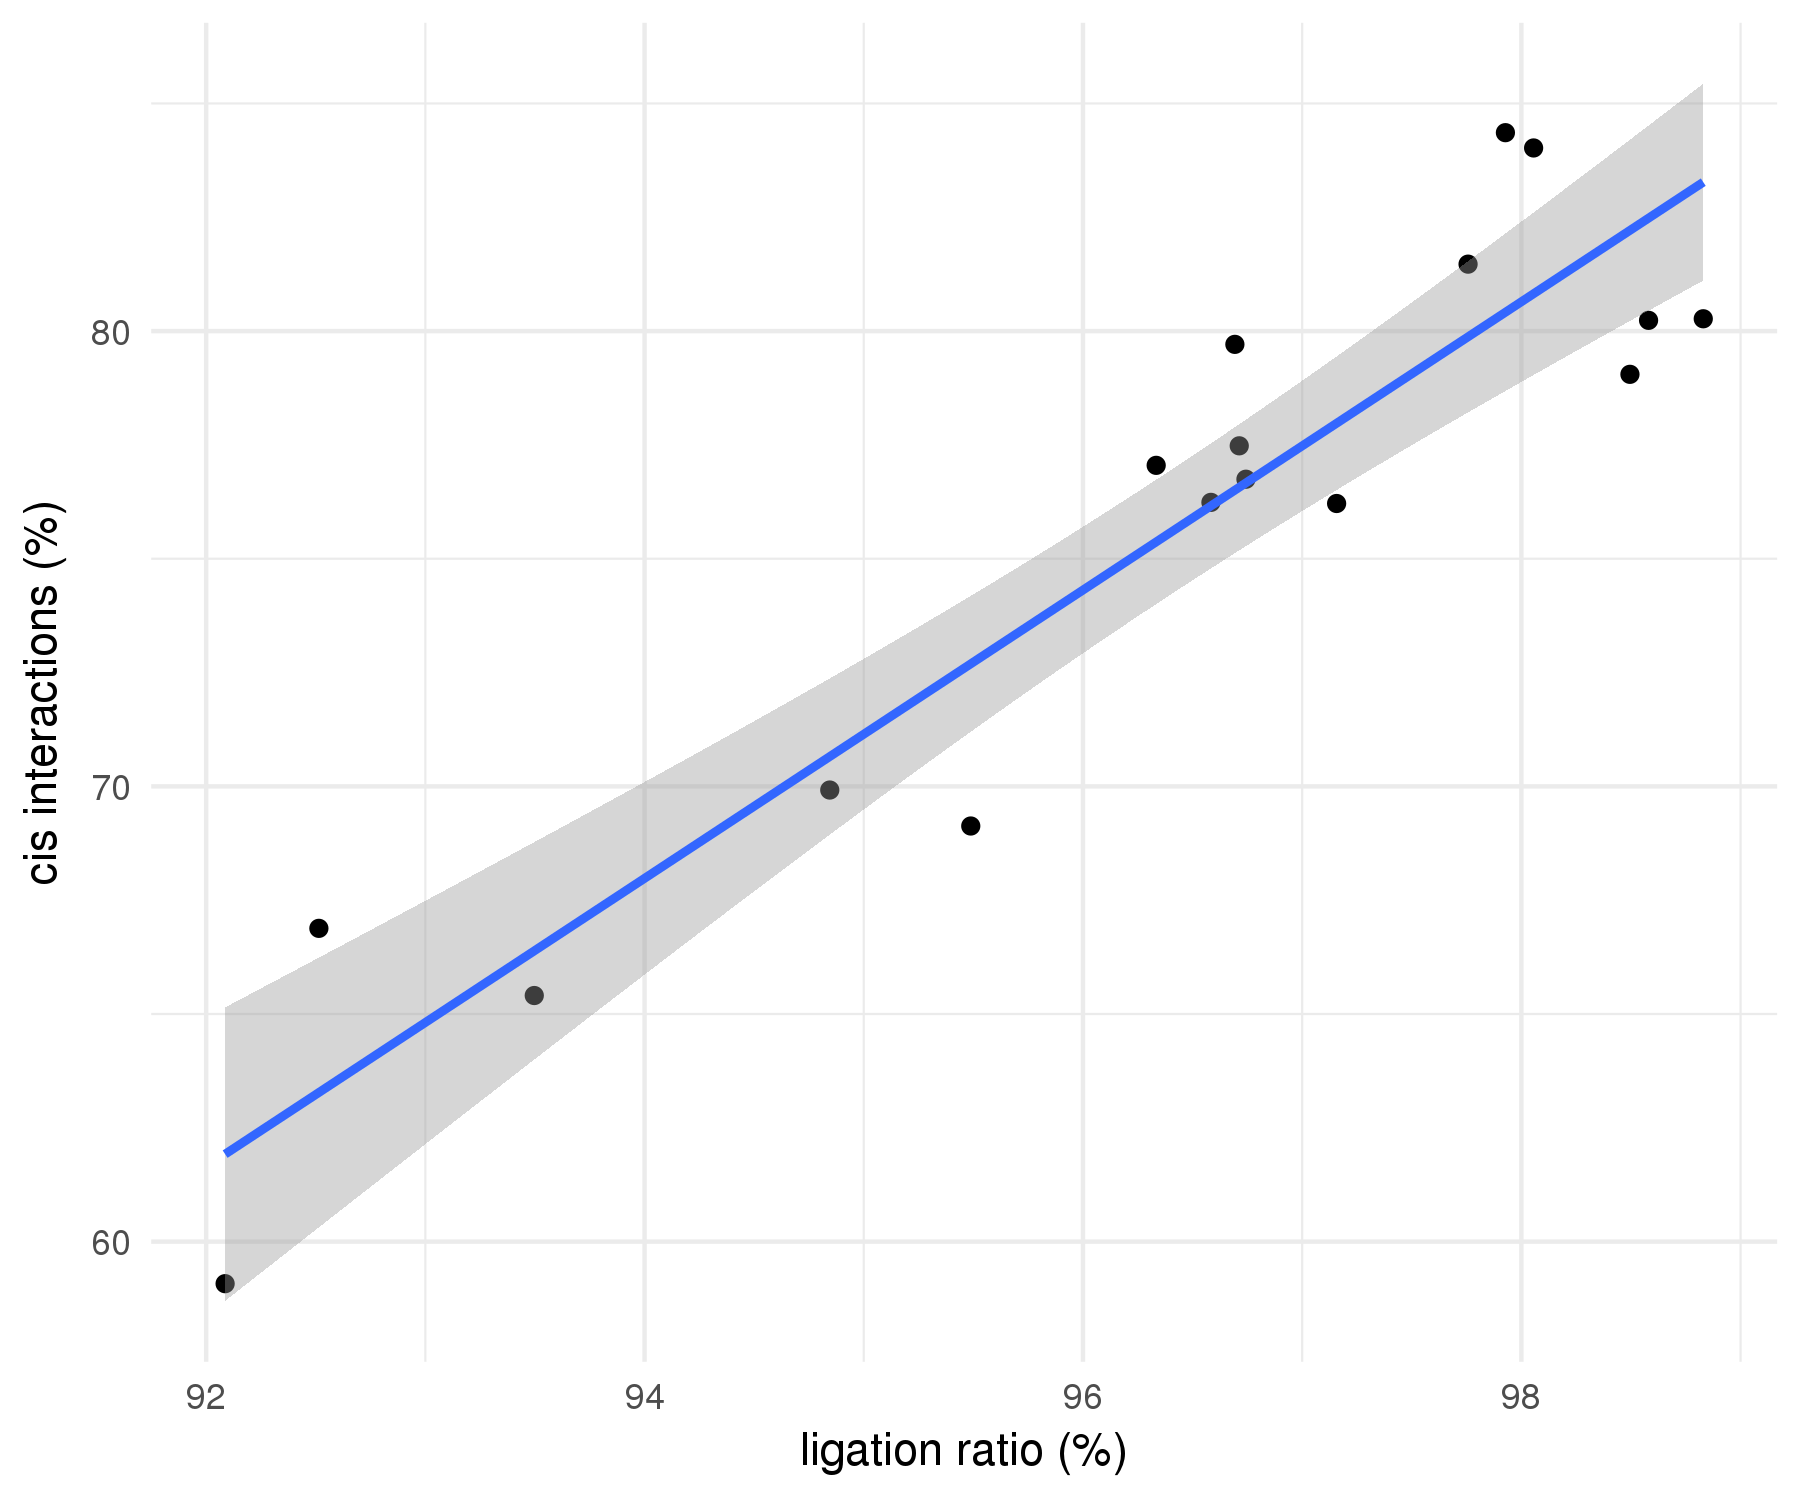 80
70
60
cis interactions (%)
92 94 96 98
ligation ratio (%)